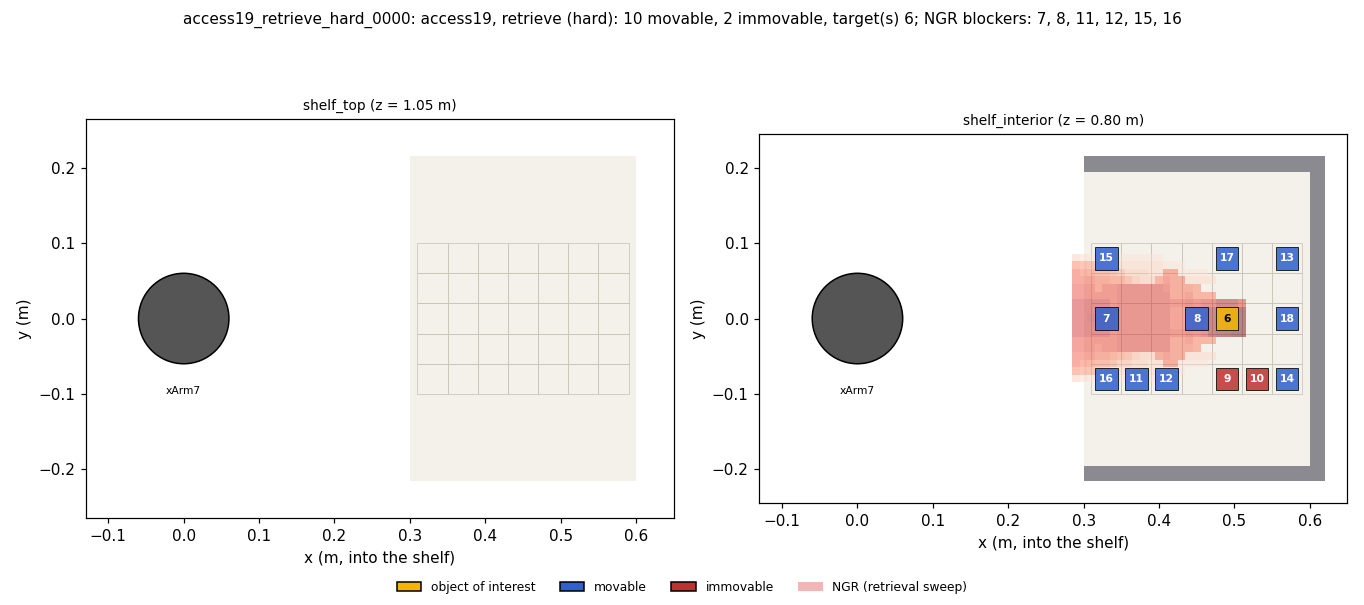 access19_retrieve_hard_0000: access19, retrieve (hard): 10 movable, 2 immovable, target(s) 6; NGR blockers: 7, 8, 11, 12, 15, 16
shelf_top (z = 1.05 m)
0.2
0.1
0.0
−0.1
−0.2
y (m)
xArm7
−0.1 0.0 0.1 0.2 0.3 0.4 0.5 0.6
x (m, into the shelf)
shelf_interior (z = 0.80 m)
0.2
0.1
0.0
−0.1
−0.2
y (m)
xArm7
15 17 13
7 8 6 18
16 11 12 9 10 14
−0.1 0.0 0.1 0.2 0.3 0.4 0.5 0.6
x (m, into the shelf)
object of interest movable immovable NGR (retrieval sweep)